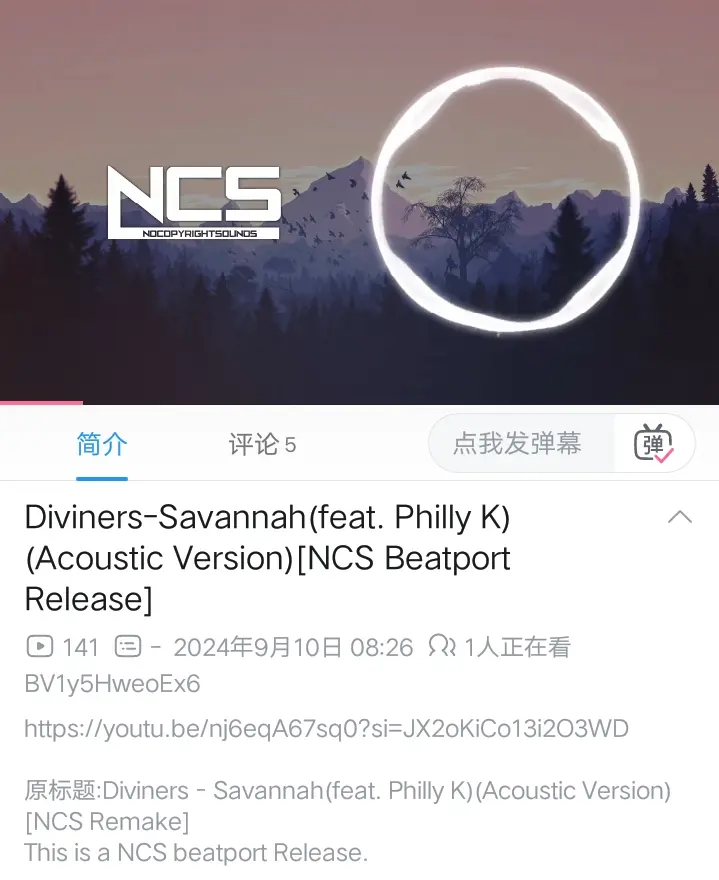 NCS
NOCOPYRIGHTSOUNDS
简介
评论 5
点我发弹幕
弹
Diviners-Savannah(feat. Philly K)
(Acoustic Version)[NCS Beatport
Release]
141 - 2024年9月10日 08:26 1人正在看
BV1y5HweoEx6
https://youtu.be/nj6eqA67sq0?si=JX2oKiCo13i2O3WD
原标题:Diviners - Savannah(feat. Philly K)(Acoustic Version)
[NCS Remake]
This is a NCS beatport Release.